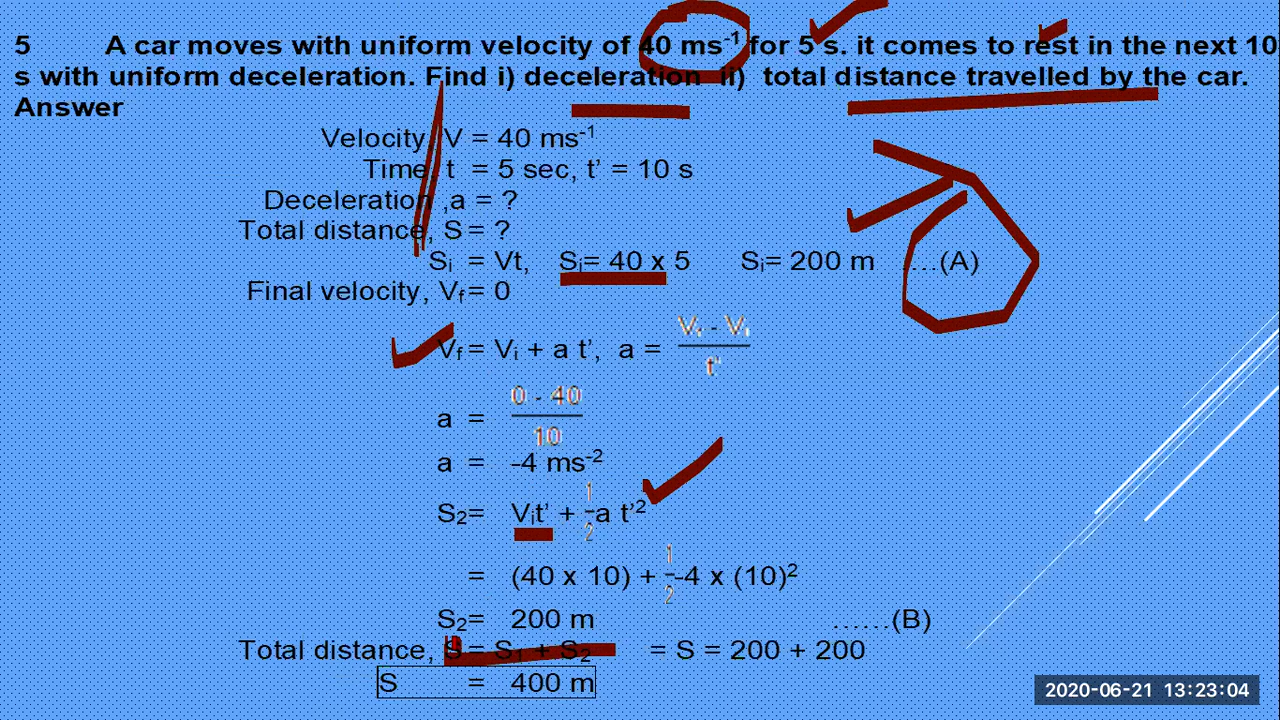 5 A car moves with uniform velocity of 40 ms⁻¹ for 5 s. it comes to rest in the next 10
s with uniform deceleration. Find i) deceleration ii) total distance travelled by the car.
Answer
Velocity, V = 40 ms⁻¹
Time, t = 5 sec, t' = 10 s
Deceleration ,a = ?
Total distance, S = ?
Sᵢ = Vt, Sᵢ= 40 x 5 Sᵢ= 200 m ....(A)
Final velocity, Vf = 0
Vf = Vᵢ + a t', a = (Vf - Vᵢ)/t'
a = (0 - 40)/10
a = -4 ms⁻²
S₂= Vᵢt' + 1/2 a t'²
= (40 x 10) + 1/2 -4 x (10)²
S₂= 200 m ......(B)
Total distance, S = S₁ + S₂ = S = 200 + 200
S = 400 m
2020-06-21 13:23:04